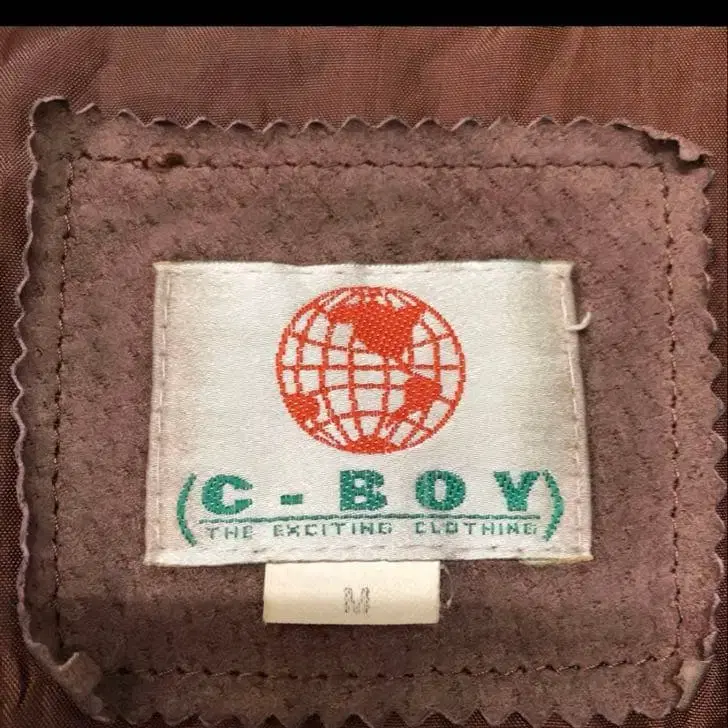 (C-BOY)
THE EXCITING CLOTHING
M